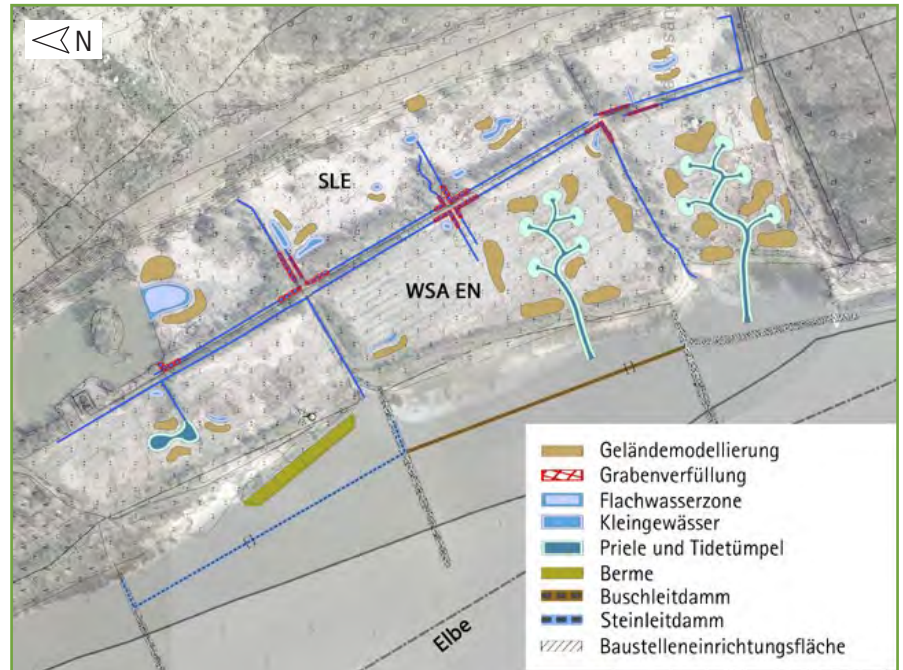 N
SLE
WSA EN
Elbe
Geländemodellierung
Grabenverfüllung
Flachwasserzone
Kleingewässer
Priele und Tidetümpel
Berme
Buschleitdamm
Steinleitdamm
Baustelleneinrichtungsfläche